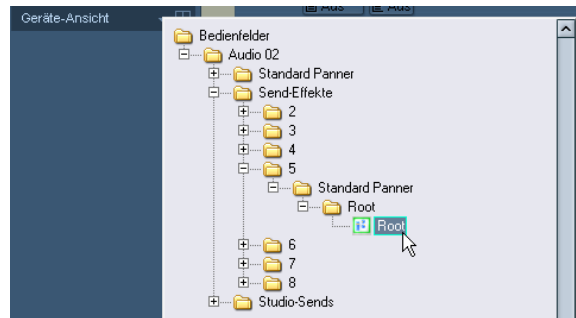 Aus Aus
Geräte-Ansicht
Bedienfelder
Audio 02
Standard Panner
Send-Effekte
2
3
4
5
Standard Panner
Root
Root
6
7
8
Studio-Sends